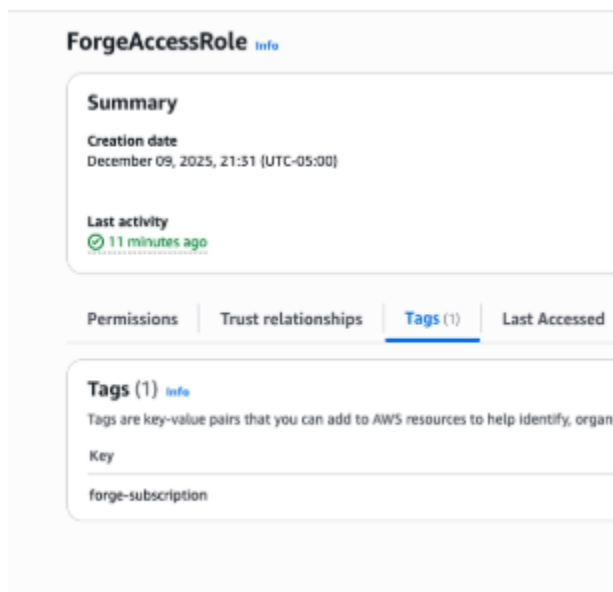 ForgeAccessRole Info
Summary
Creation date
December 09, 2025, 21:31 (UTC-05:00)
Last activity
11 minutes ago
Permissions Trust relationships Tags (1) Last Accessed
Tags (1) Info
Tags are key-value pairs that you can add to AWS resources to help identify, organ
Key
forge-subscription